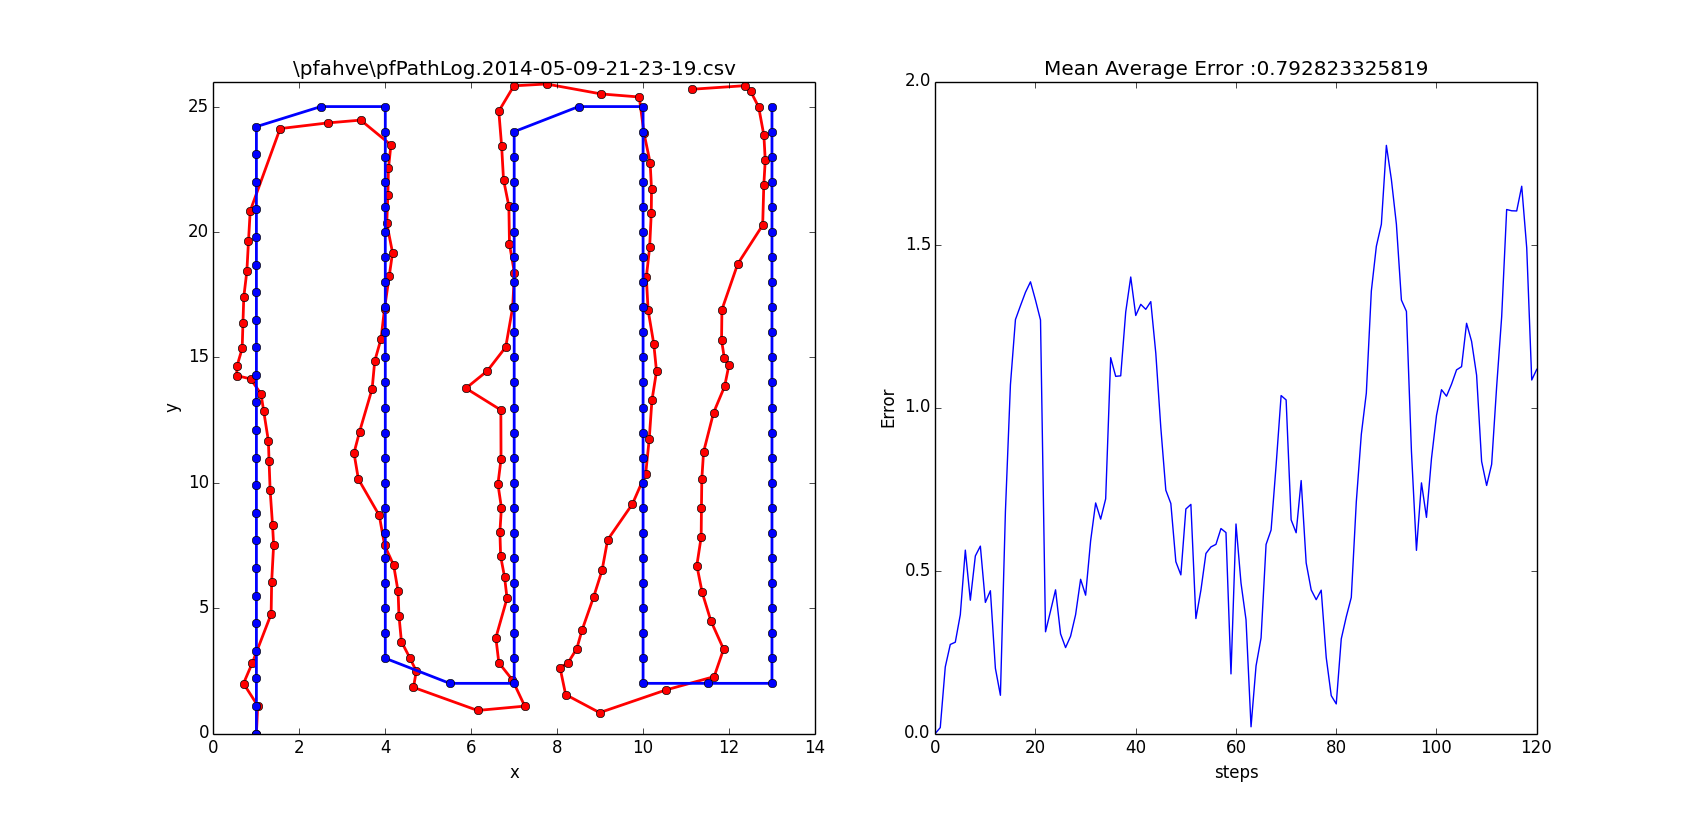 \pfahve\pfPathLog.2014-05-09-21-23-19.csv
25
20
15
10
5
0
y
0 2 4 6 8 10 12 14
x
Mean Average Error :0.792823325819
2.0
1.5
1.0
0.5
0.0
Error
0 20 40 60 80 100 120
steps